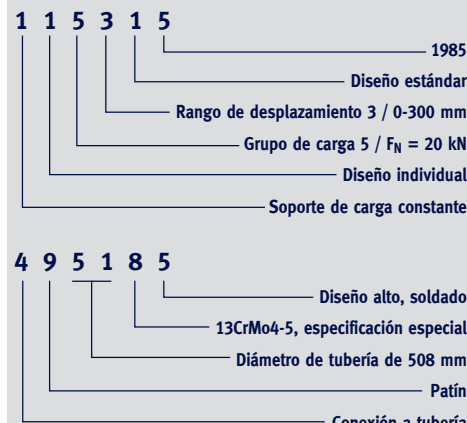 1 1 5 3 1 5
1985
Diseño estándar
Rango de desplazamiento 3 / 0-300 mm
Grupo de carga 5 / FN = 20 kN
Diseño individual
Soporte de carga constante
4 9 5 1 8 5
Diseño alto, soldado
13CrMo4-5, especificación especial
Diámetro de tubería de 508 mm
Patín
Conexión a tubería